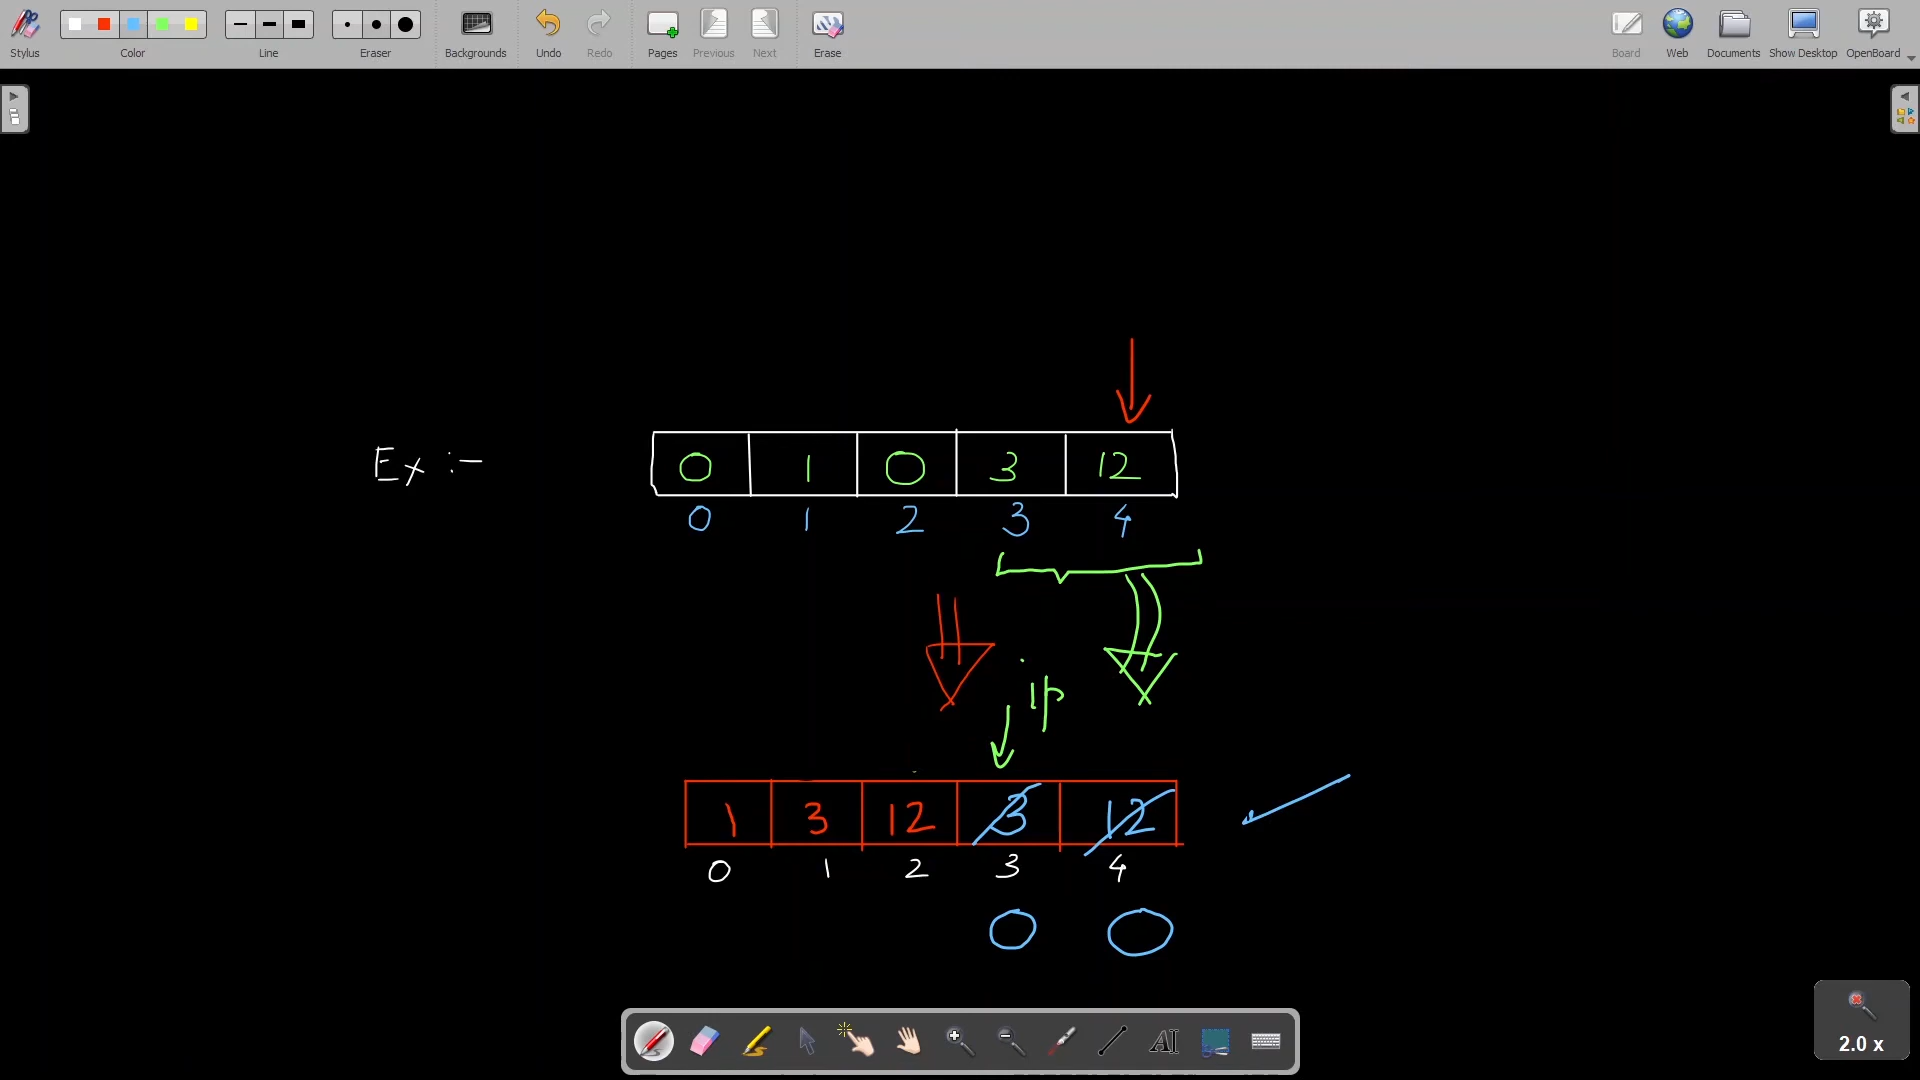 Stylus
Color
Line
Eraser
Backgrounds
Undo
Redo
Pages
Previous
Next
Erase
Board
Web
Documents
Show Desktop
OpenBoard
Ex :-
0 1 0 3 12
0 1 2 3 4
ip
1 3 12 3 12
0 1 2 3 4
0 0
AI
2.0 x